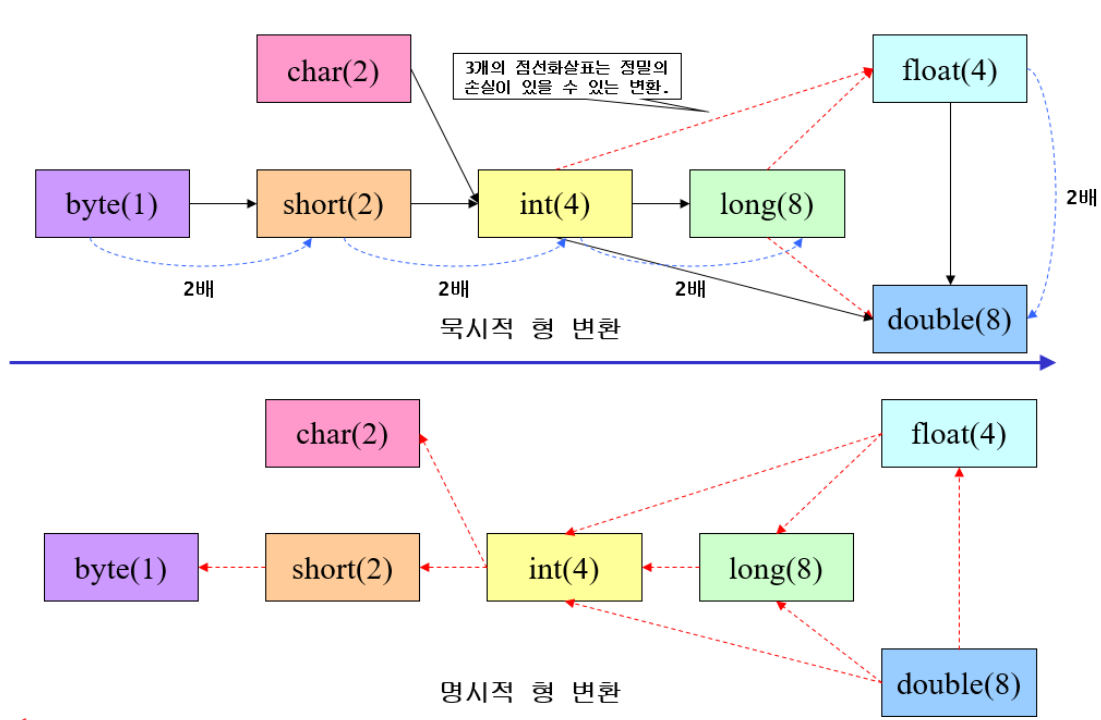 char(2)
3개의 점선화살표는 정밀의
손실이 있을 수 있는 변환.
float(4)
byte(1)
short(2)
int(4)
long(8)
2배
2배
2배
2배
double(8)
묵시적 형 변환
char(2)
float(4)
byte(1)
short(2)
int(4)
long(8)
double(8)
명시적 형 변환